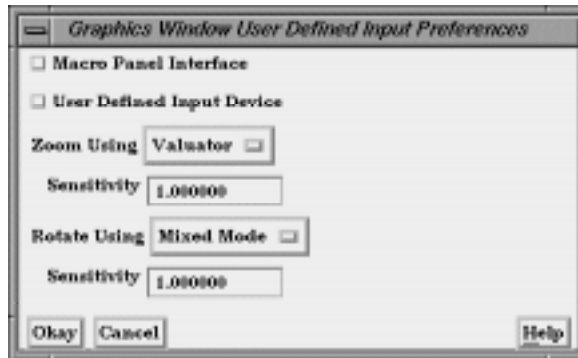 Graphics Window User Defined Input Preferences
Macro Panel Interface
User Defined Input Device
Zoom Using Valuator
Sensitivity 1.000000
Rotate Using Mixed Mode
Sensitivity 1.000000
Okay Cancel Help